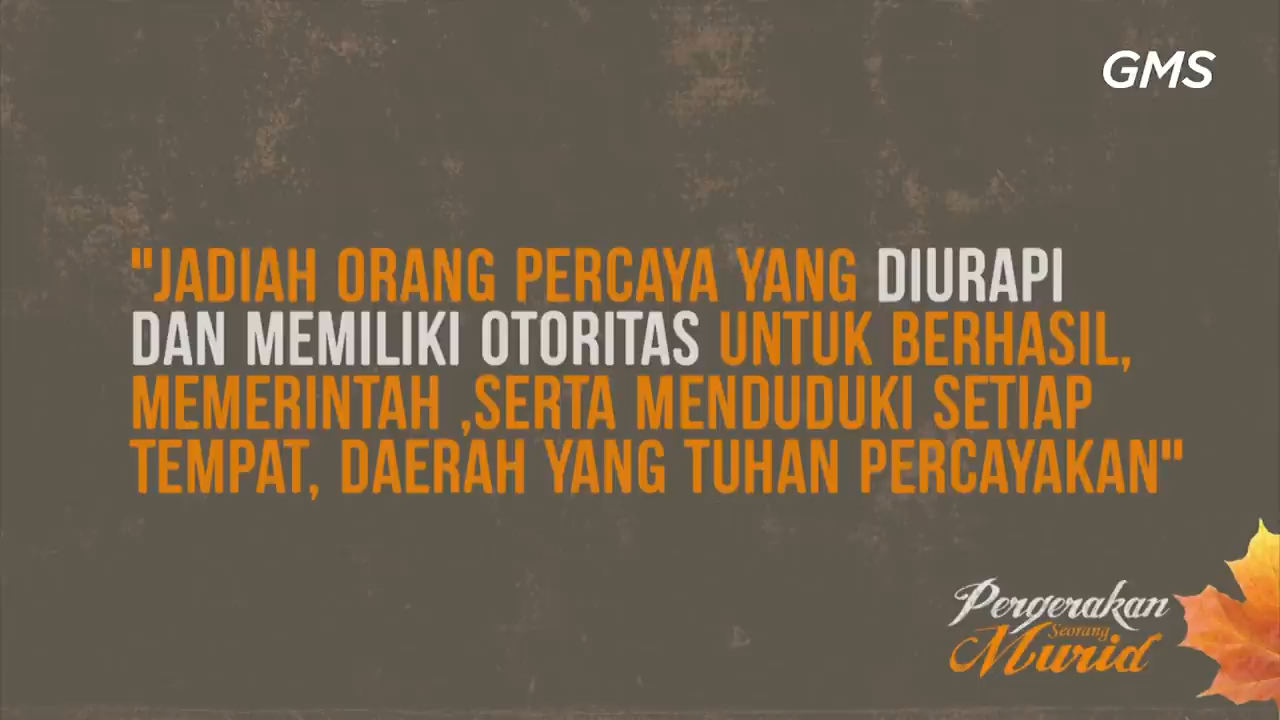 GMS
"JADIAH ORANG PERCAYA YANG DIURAPI
DAN MEMILIKI OTORITAS UNTUK BERHASIL,
MEMERINTAH ,SERTA MENDUDUKI SETIAP
TEMPAT, DAERAH YANG TUHAN PERCAYAKAN"
Pergerakan
Seorang
Murid